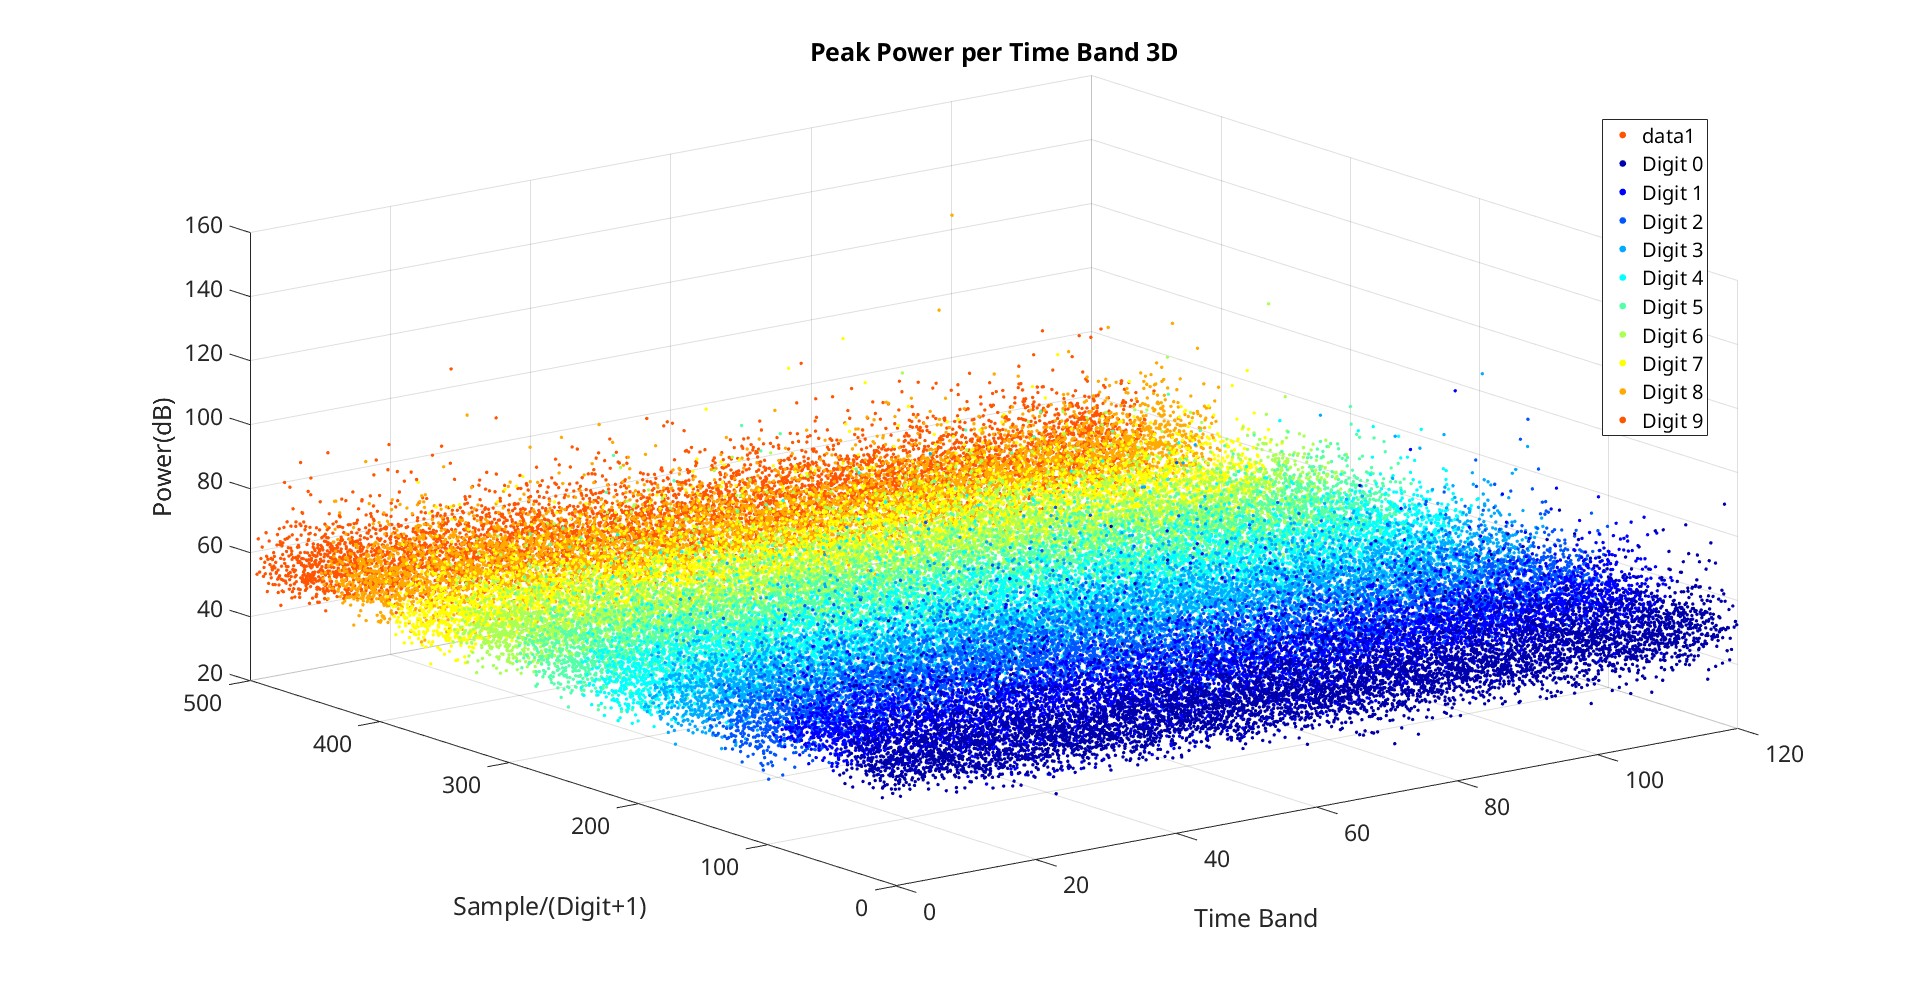 Peak Power per Time Band 3D
data1
Digit 0
Digit 1
Digit 2
Digit 3
Digit 4
Digit 5
Digit 6
Digit 7
Digit 8
Digit 9
160
140
120
100
80
60
40
20
Power(dB)
500
400
300
200
100
0
Sample/(Digit+1)
0
20
40
60
80
100
120
Time Band